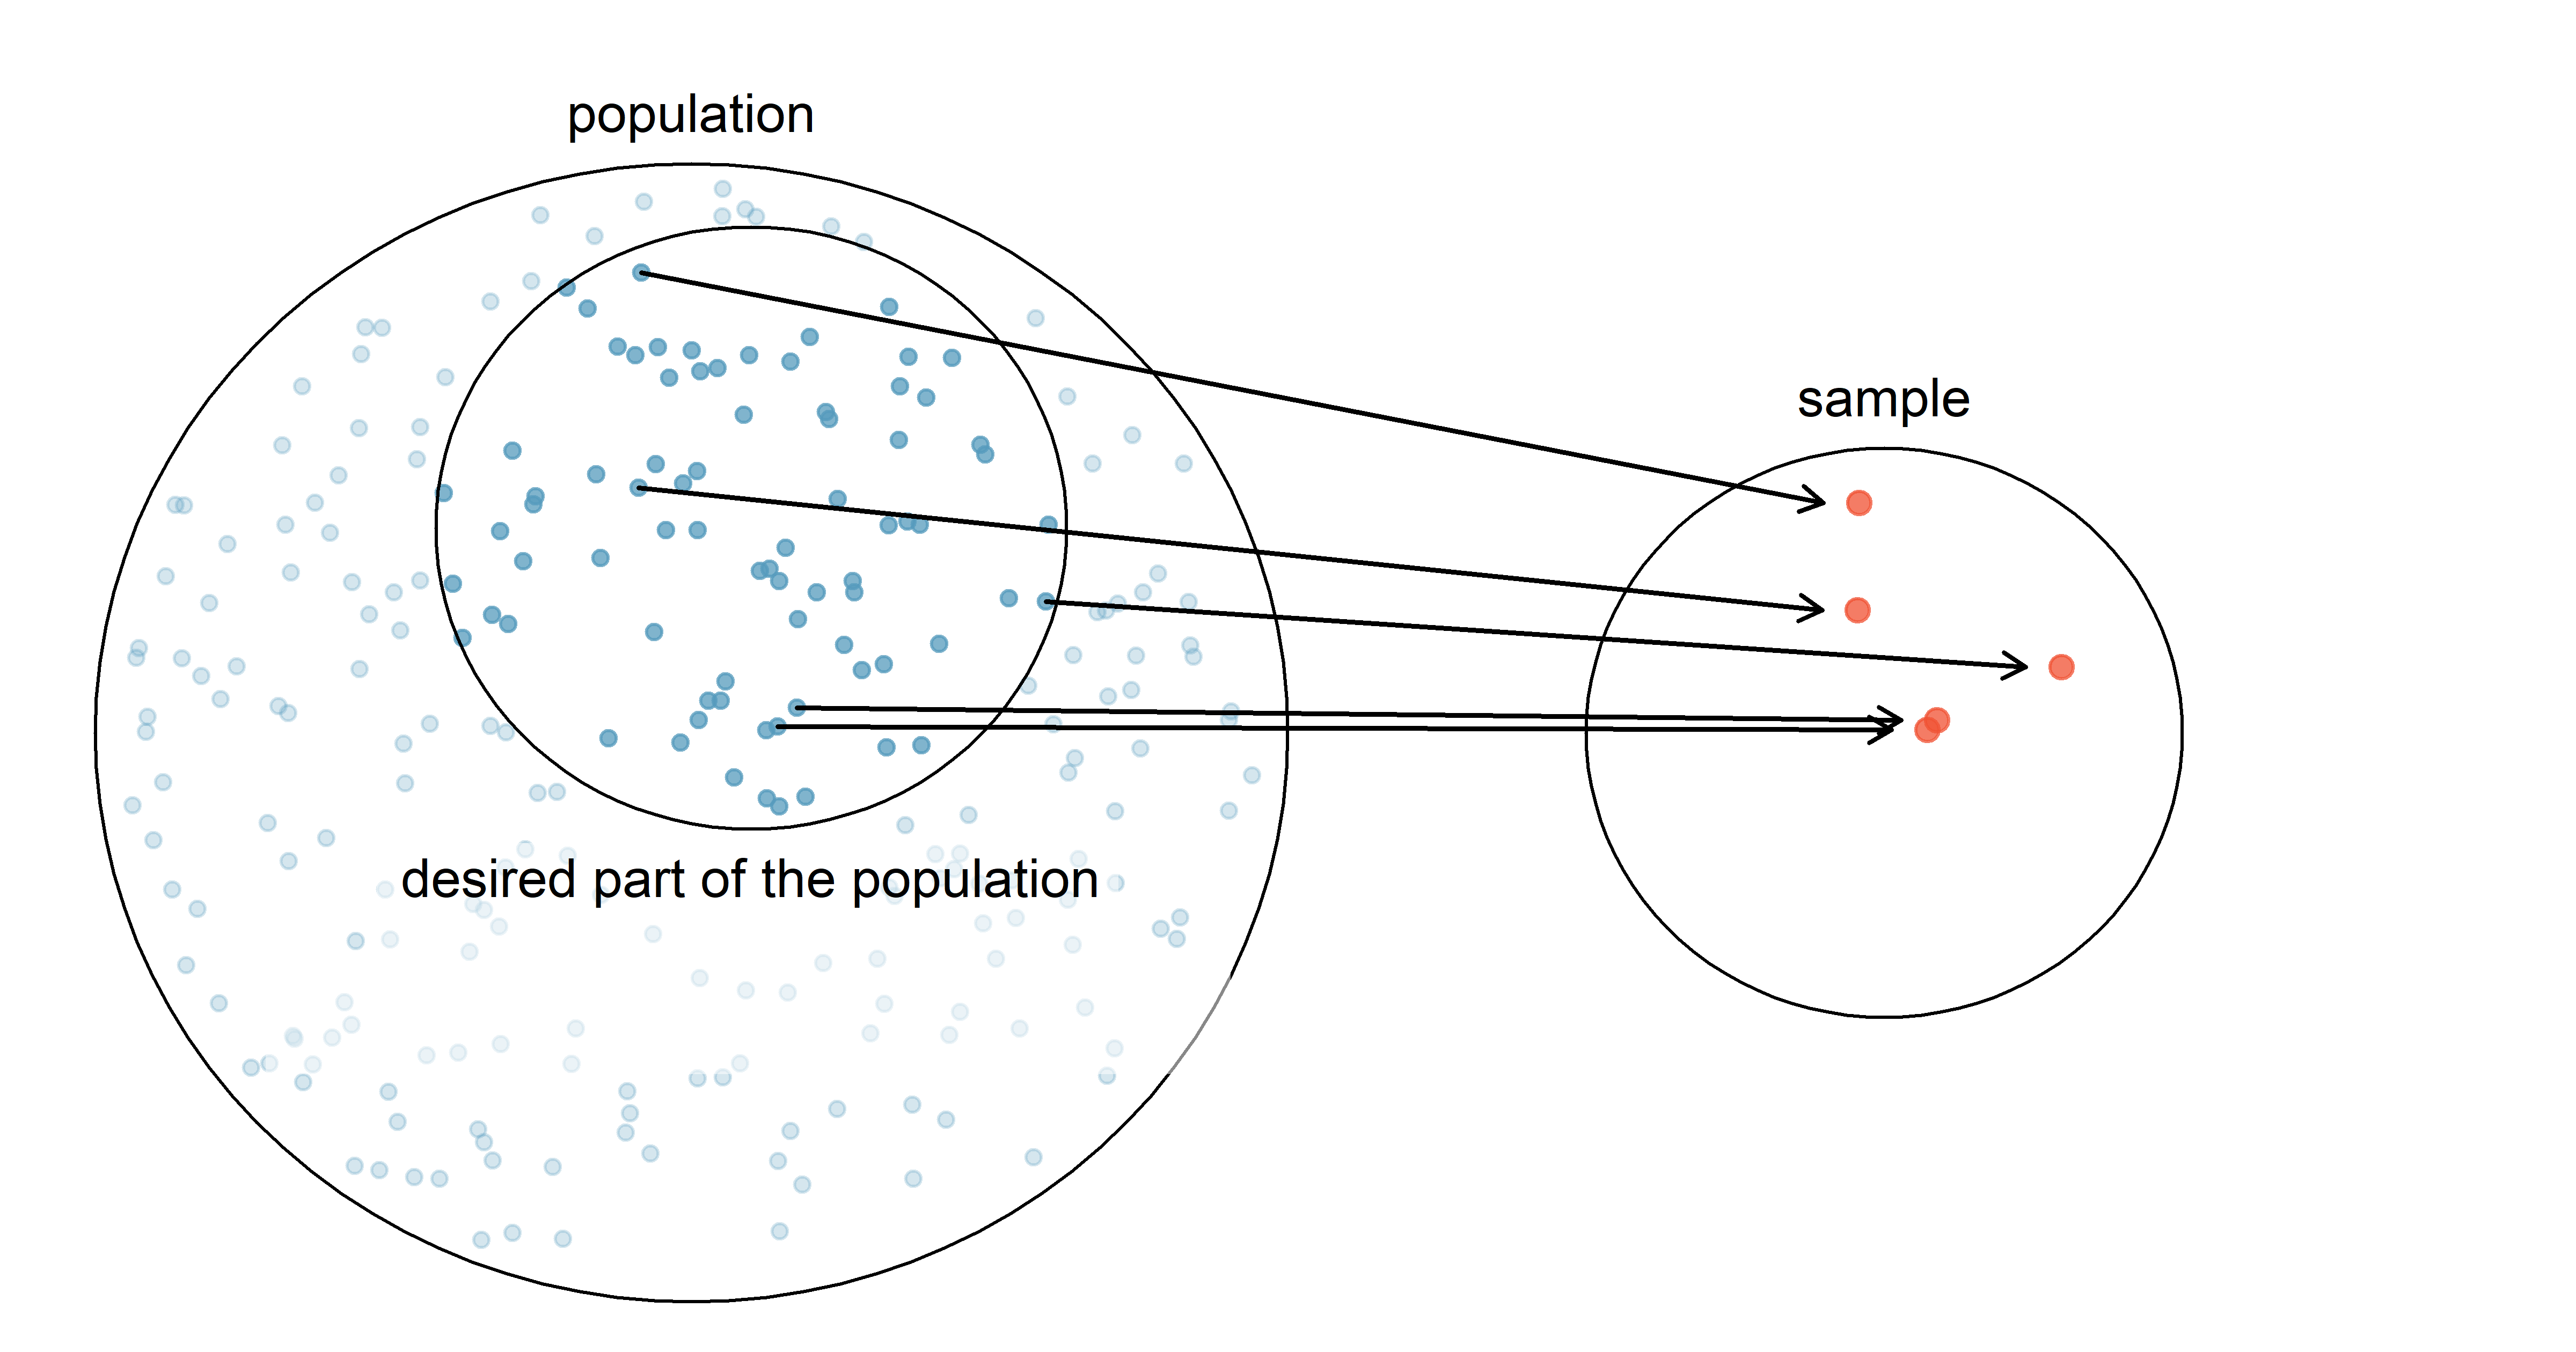 population
sample
desired part of the population